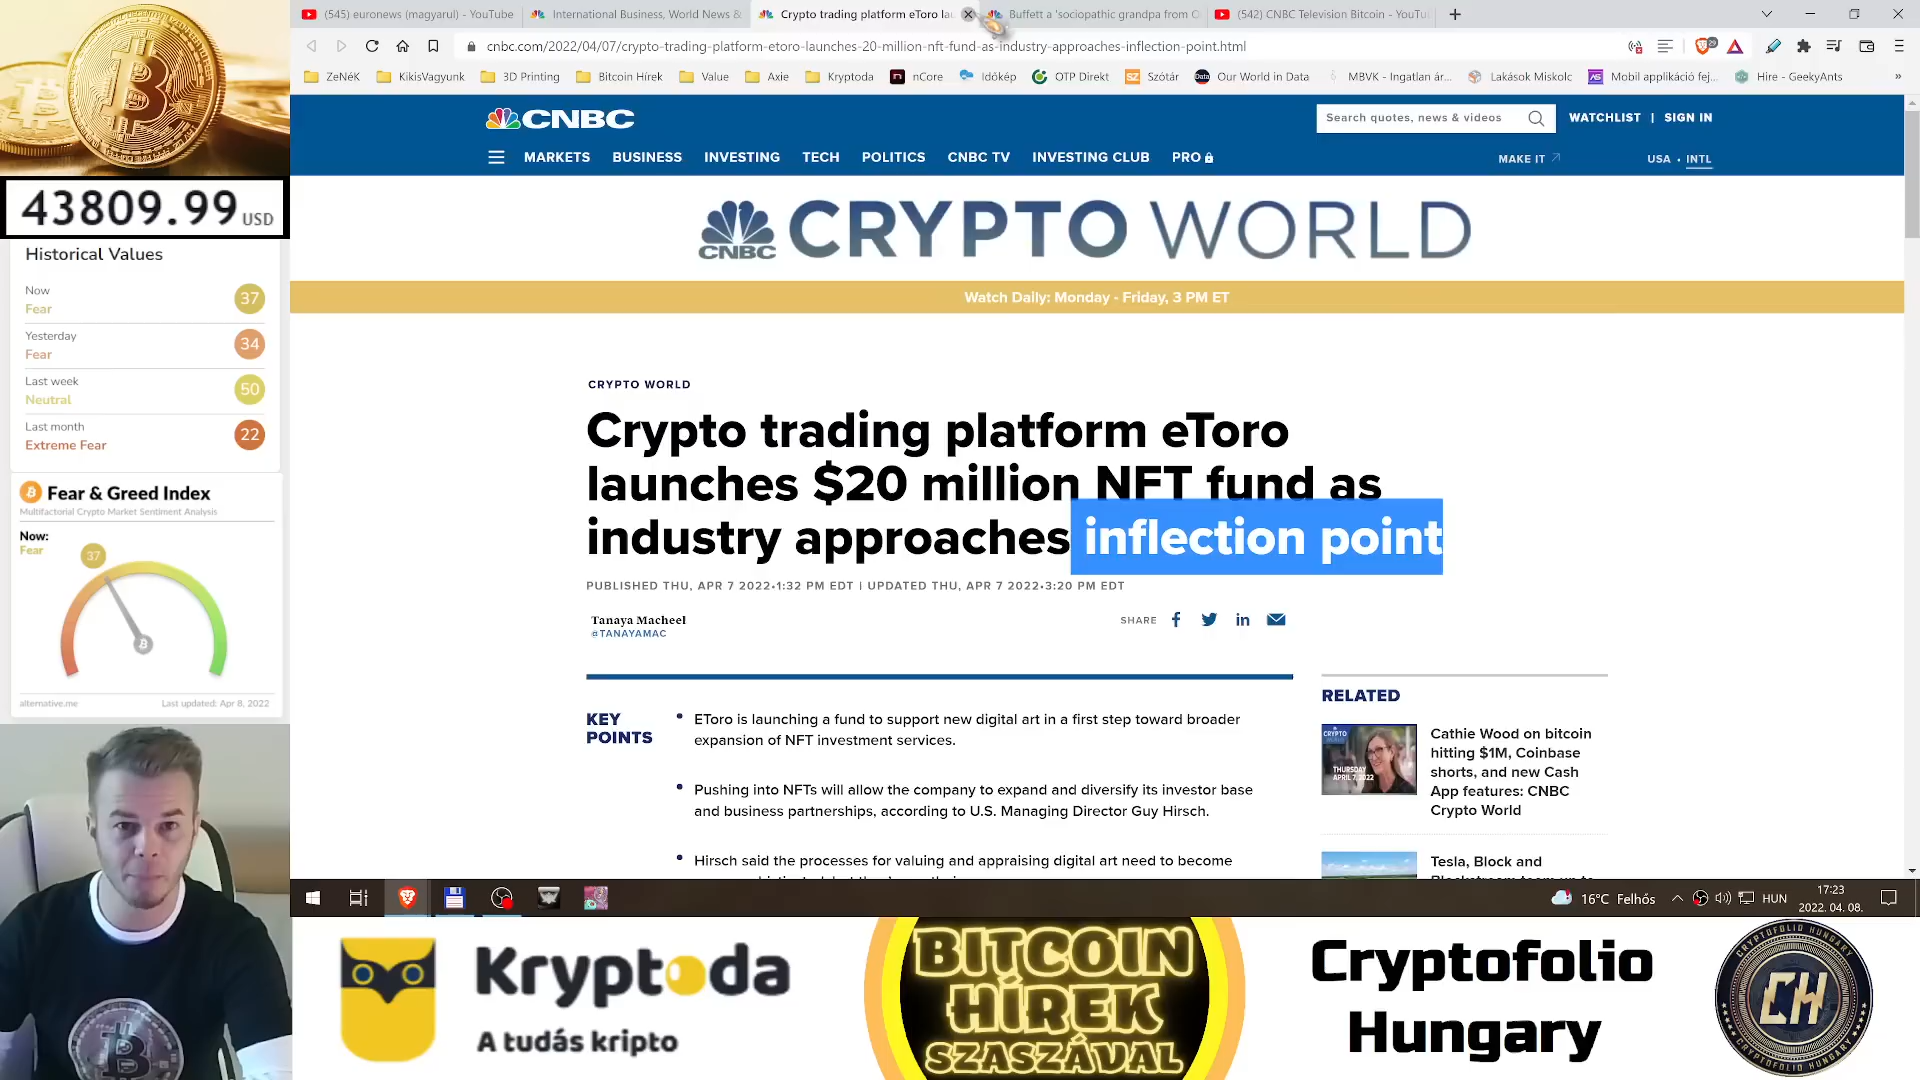 (545) euronews (magyarul) - YouTube
International Business, World News &
Crypto trading platform eToro la
Buffett a 'sociopathic grandpa from O
(542) CNBC Television Bitcoin - YouTu
cnbc.com/2022/04/07/crypto-trading-platform-etoro-launches-20-million-nft-fund-as-industry-approaches-inflection-point.html
ZeNéK
KikisVagyunk
3D Printing
Bitcoin Hírek
Value
Axie
Kryptoda
nCore
Időkép
OTP Direkt
SZ Szótár
Our World in Data
MBVK - Ingatlan ár...
Lakások Miskolc
Mobil applikáció fej...
Hire - GeekyAnts
»
CNBC
Search quotes, news & videos
WATCHLIST | SIGN IN
MARKETS BUSINESS INVESTING TECH POLITICS CNBC TV INVESTING CLUB PRO
MAKE IT
USA • INTL
CNBC CRYPTO WORLD
Watch Daily: Monday - Friday, 3 PM ET
CRYPTO WORLD
Crypto trading platform eToro
launches $20 million NFT fund as
industry approaches inflection point
PUBLISHED THU, APR 7 2022•1:32 PM EDT | UPDATED THU, APR 7 2022•3:20 PM EDT
Tanaya Macheel
@TANAYAMAC
SHARE
KEY
POINTS
• EToro is launching a fund to support new digital art in a first step toward broader
expansion of NFT investment services.
• Pushing into NFTs will allow the company to expand and diversify its investor base
and business partnerships, according to U.S. Managing Director Guy Hirsch.
• Hirsch said the processes for valuing and appraising digital art need to become
RELATED
CRYPTO
THURSDAY
APRIL 7, 2022
Cathie Wood on bitcoin
hitting $1M, Coinbase
shorts, and new Cash
App features: CNBC
Crypto World
Tesla, Block and
43809.99 USD
Historical Values
Now
Fear
37
Yesterday
Fear
34
Last week
Neutral
50
Last month
Extreme Fear
22
Fear & Greed Index
Multifactorial Crypto Market Sentiment Analysis
Now:
Fear
37
alternative.me
Last updated: Apr 8, 2022
16°C Felhős
HUN
17:23
2022. 04. 08.
Kryptoda
A tudás kripto
BITCOIN
HÍREK
SZASZÁVAL
Cryptofolio
Hungary
CRYPTOFOLIO HUNGARY
CH
CRYPTOFOLIO HUNGARY